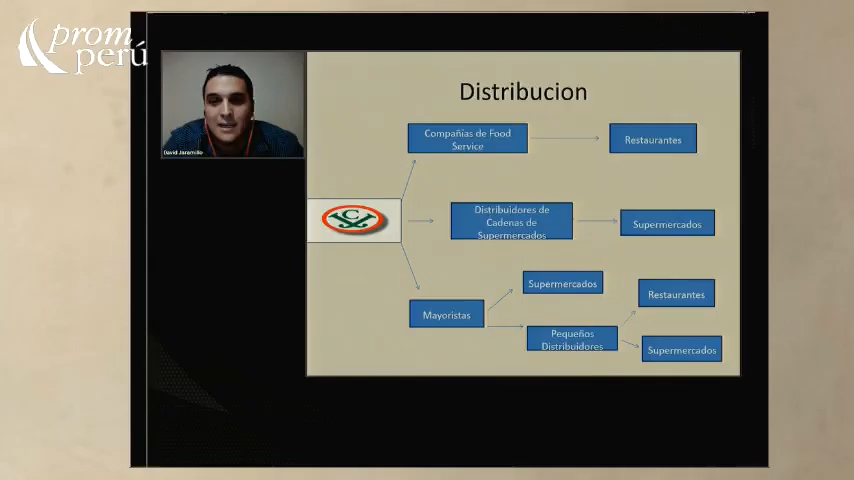 prom
perú
David Jaramillo
Distribucion
Compañías de Food
Service
Restaurantes
Distribuidores de
Cadenas de
Supermercados
Supermercados
Mayoristas
Supermercados
Pequeños
Distribuidores
Restaurantes
Supermercados